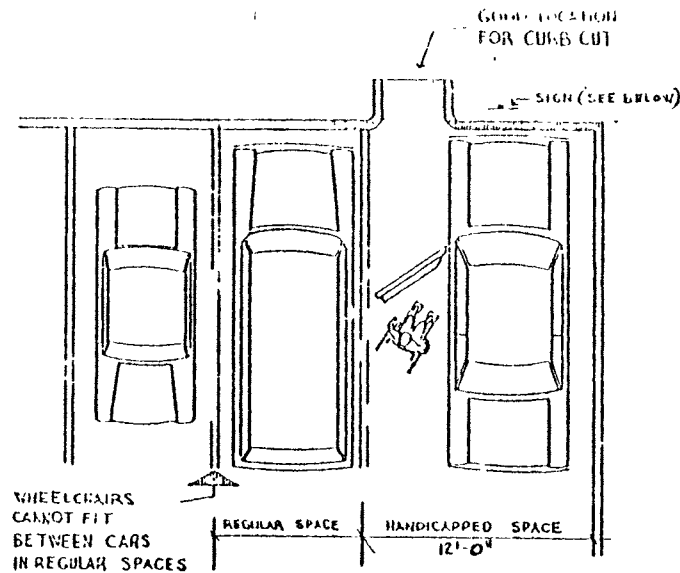 GOOD LOCATION
FOR CURB CUT
SIGN (SEE BELOW)
WHEELCHAIRS
CANNOT FIT
BETWEEN CARS
IN REGULAR SPACES
REGULAR SPACE
HANDICAPPED SPACE
12'-0"